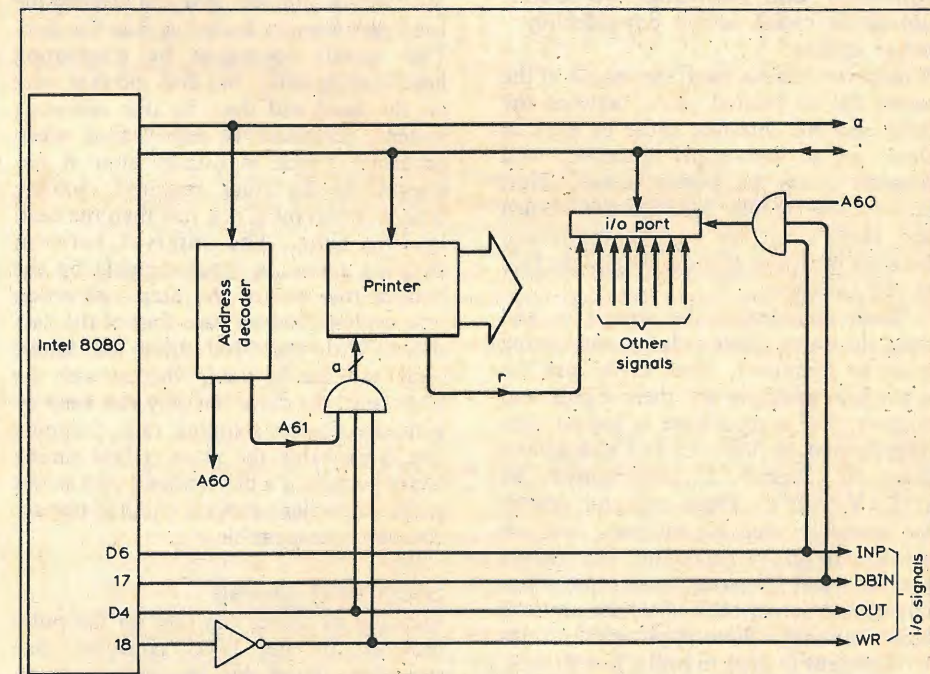 a
A60
i/o port
Address decoder
Printer
Intel 8080
Other
signals
a
r
A61
A60
D6
INP
17
DBIN
D4
OUT
18
WR
i/o signals